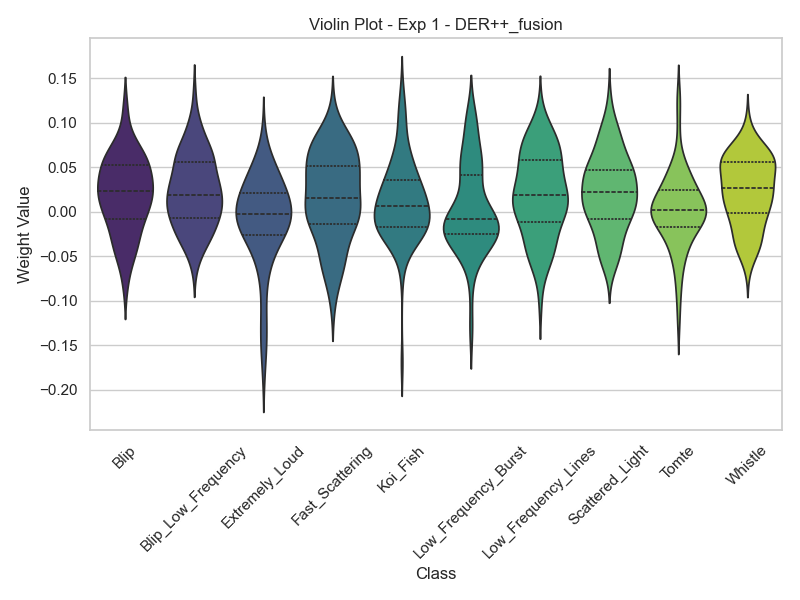 Violin Plot - Exp 1 - DER++_fusion
Weight Value
0.15
0.10
0.05
0.00
−0.05
−0.10
−0.15
−0.20
Blip
Blip_Low_Frequency
Extremely_Loud
Fast_Scattering
Koi_Fish
Low_Frequency_Burst
Low_Frequency_Lines
Scattered_Light
Tomte
Whistle
Class